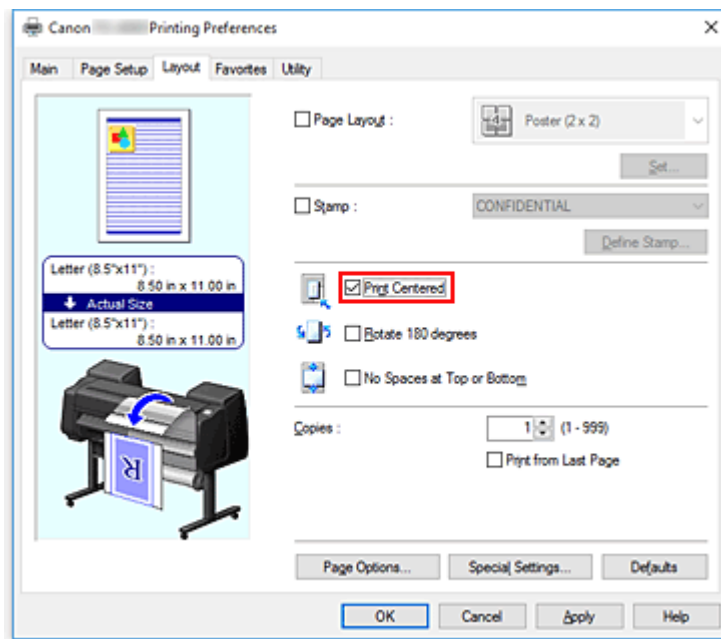 Canon Printing Preferences
Main Page Setup Layout Favorites Utility
Page Layout : Poster (2 x 2)
Set...
Stamp : CONFIDENTIAL
Define Stamp...
Letter (8.5"x11") :
8.50 in x 11.00 in
Actual Size
Letter (8.5"x11") :
8.50 in x 11.00 in
Print Centered
Rotate 180 degrees
No Spaces at Top or Bottom
Copies : 1 (1 - 999)
Print from Last Page
R
Page Options... Special Settings... Defaults
OK Cancel Apply Help